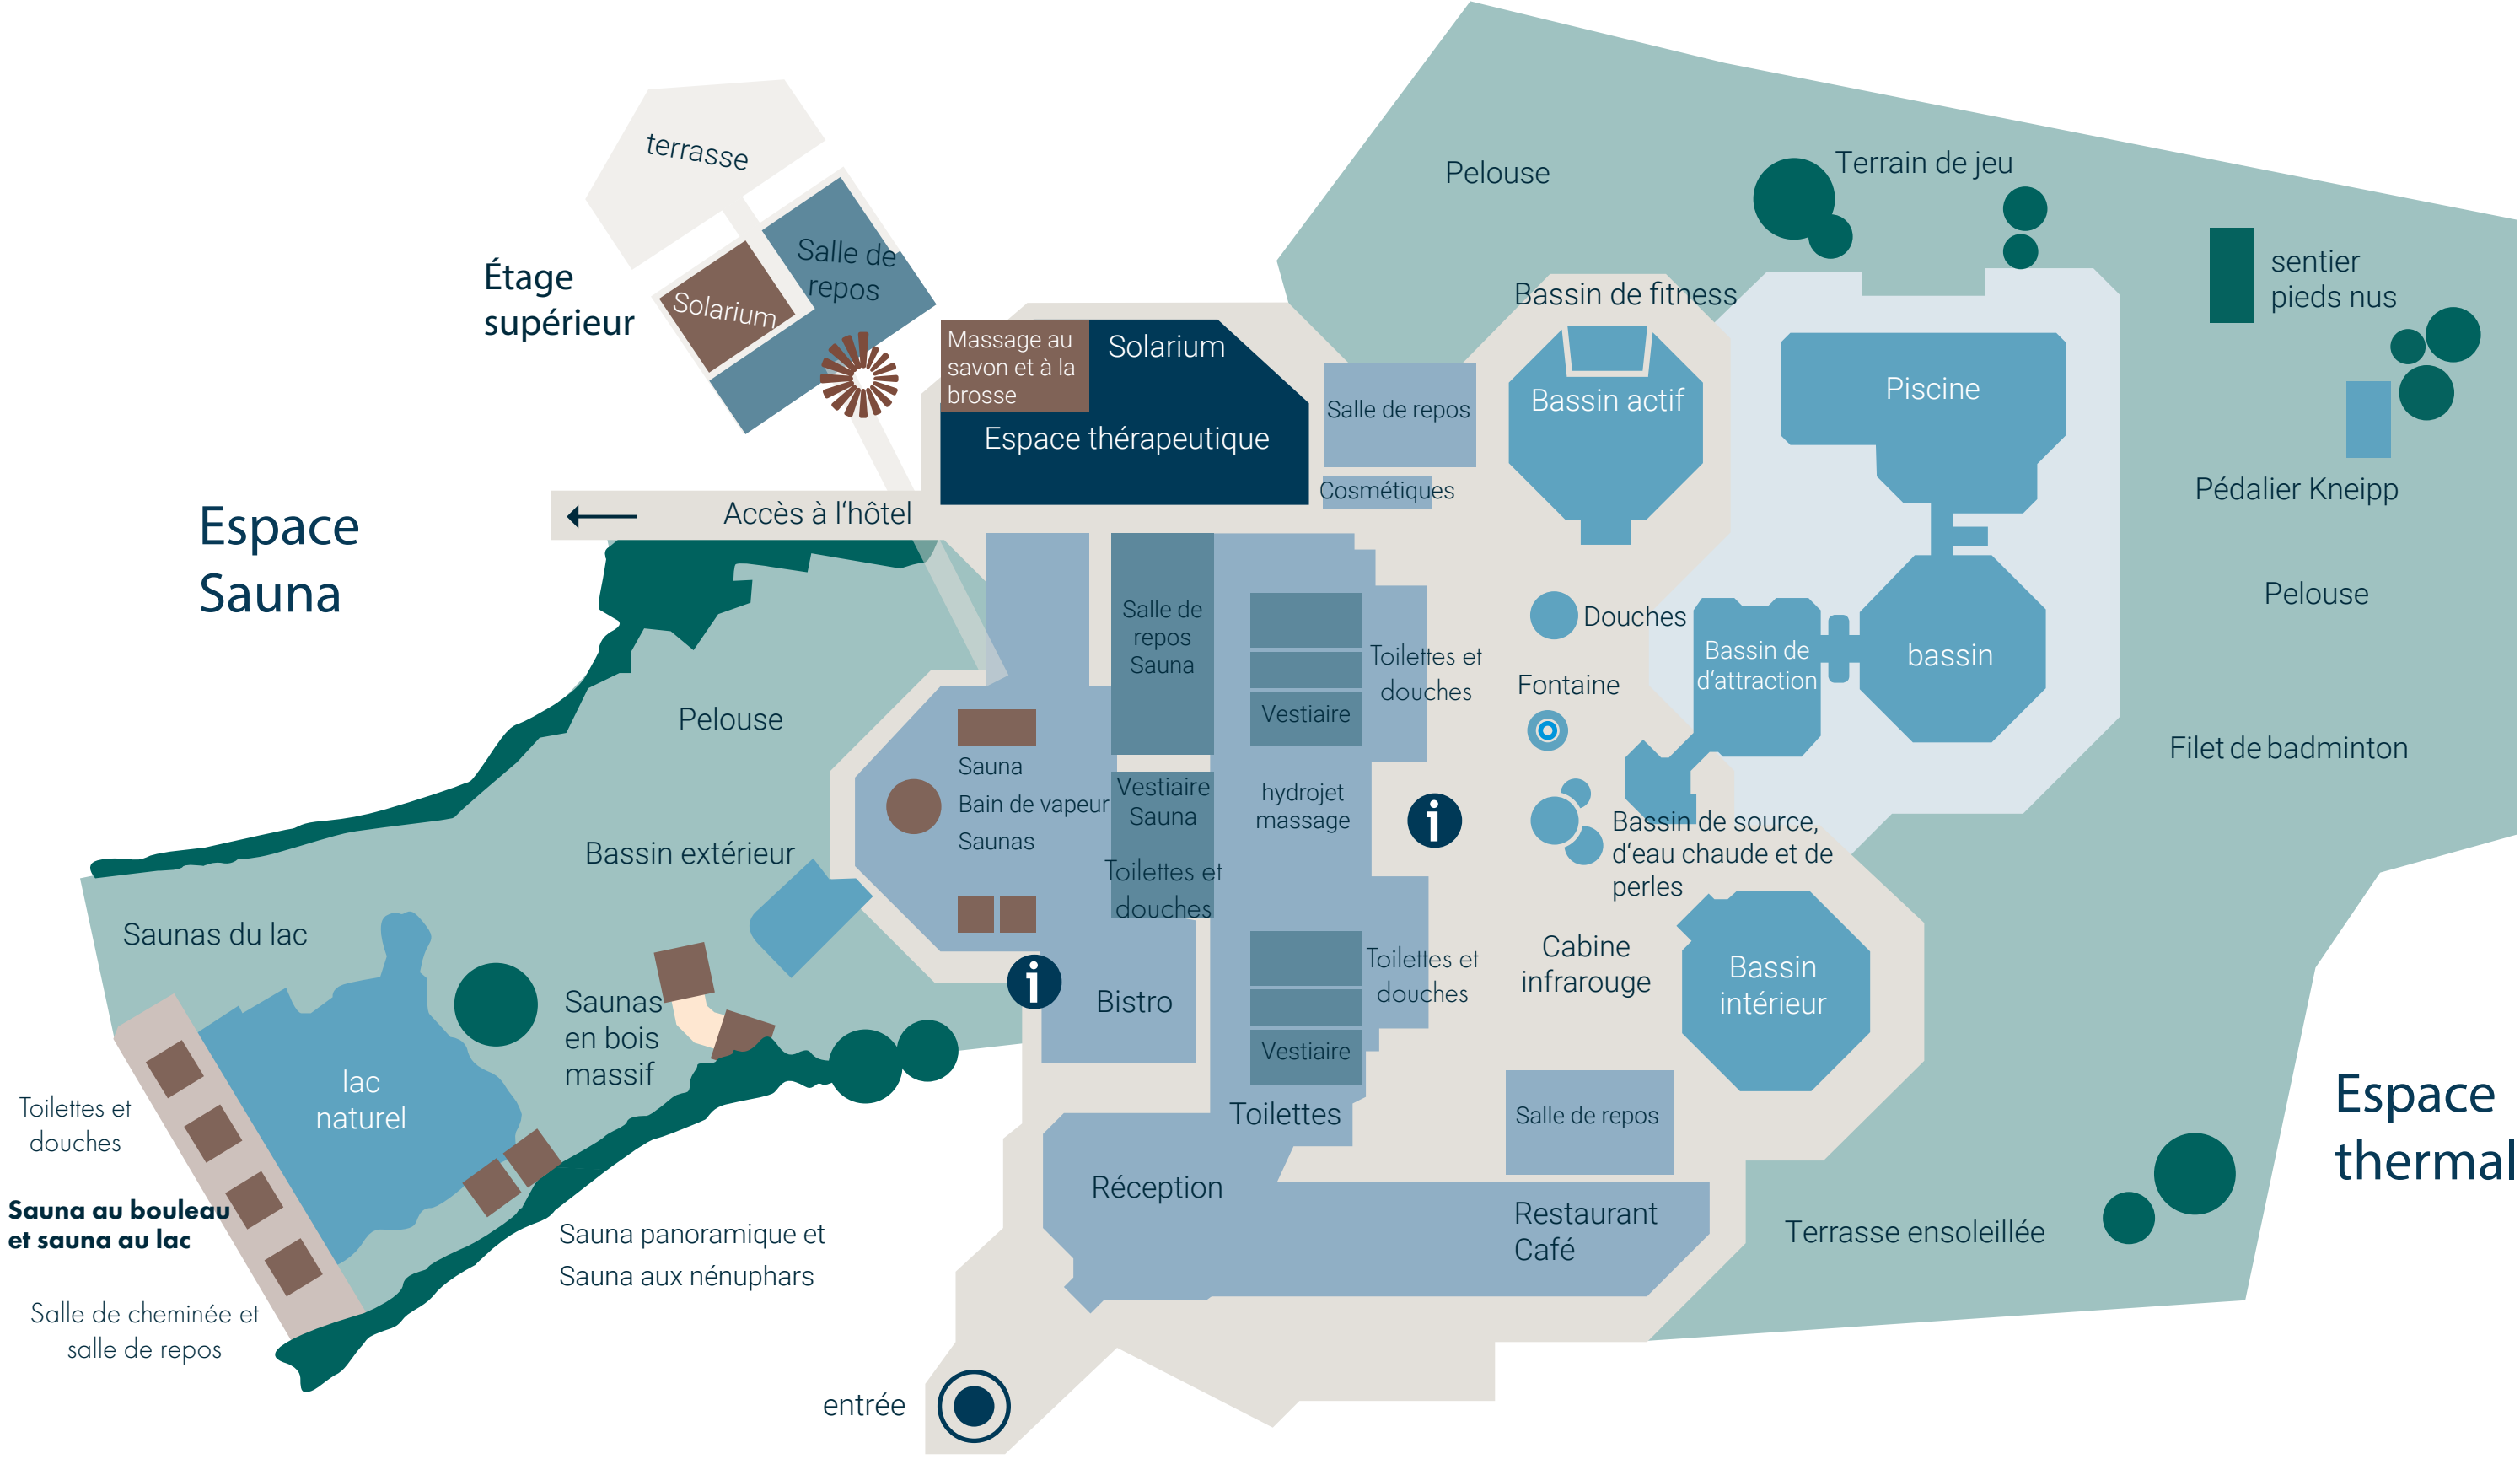 terrasse
Salle de
repos
Solarium
Étage
supérieur
Massage au
savon et à la
brosse
Solarium
Espace thérapeutique
Accès à l'hôtel
Espace
Sauna
Pelouse
Terrain de jeu
sentier
pieds nus
Bassin de fitness
Bassin actif
Piscine
Salle de repos
Cosmétiques
Pédalier Kneipp
Pelouse
Salle de
repos
Sauna
Toilettes et
douches
Vestiaire
Douches
Fontaine
Bassin de
d'attraction
bassin
Filet de badminton
Pelouse
Sauna
Bain de vapeur
Saunas
Vestiaire
Sauna
Toilettes et
douches
hydrojet
massage
i
Bassin de source,
d'eau chaude et de
perles
Bassin extérieur
Saunas du lac
Saunas
en bois
massif
lac
naturel
i
Bistro
Toilettes et
douches
Vestiaire
Cabine
infrarouge
Bassin
intérieur
Toilettes
Salle de repos
Réception
Restaurant
Café
Terrasse ensoleillée
Espace
thermal
Toilettes et
douches
Sauna au bouleau
et sauna au lac
Salle de cheminée et
salle de repos
Sauna panoramique et
Sauna aux nénuphars
entrée